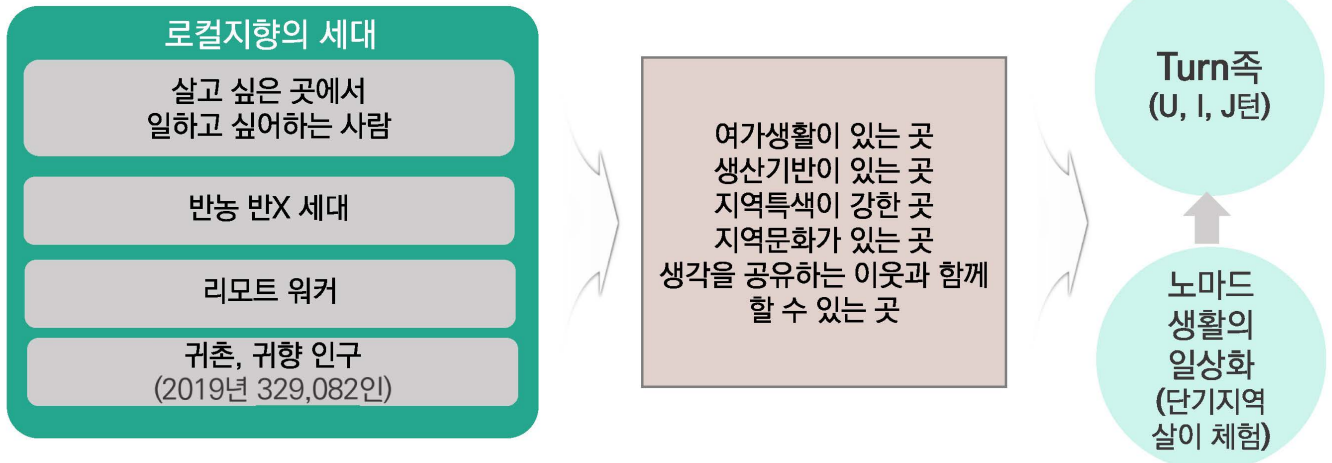 로컬지향의 세대
살고 싶은 곳에서
일하고 싶어하는 사람
반농 반X 세대
리모트 워커
귀촌, 귀향 인구
(2019년 329,082인)
여가생활이 있는 곳
생산기반이 있는 곳
지역특색이 강한 곳
지역문화가 있는 곳
생각을 공유하는 이웃과 함께
할 수 있는 곳
Turn족
(U, I, J턴)
노마드
생활의
일상화
(단기지역
살이 체험)